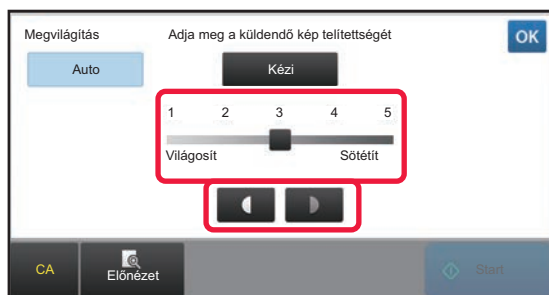 Megvilágítás
Adja meg a küldendő kép telítettségét
OK
Auto
Kézi
1 2 3 4 5
Világosít
Sötétít
CA
Előnézet
Start